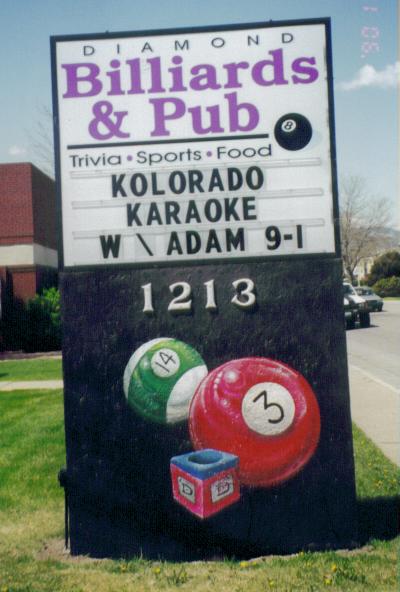 DIAMOND
Billiards
& Pub
8
Trivia • Sports • Food
KOLORADO
KARAOKE
W \ ADAM 9-1
1213
14
3
D B